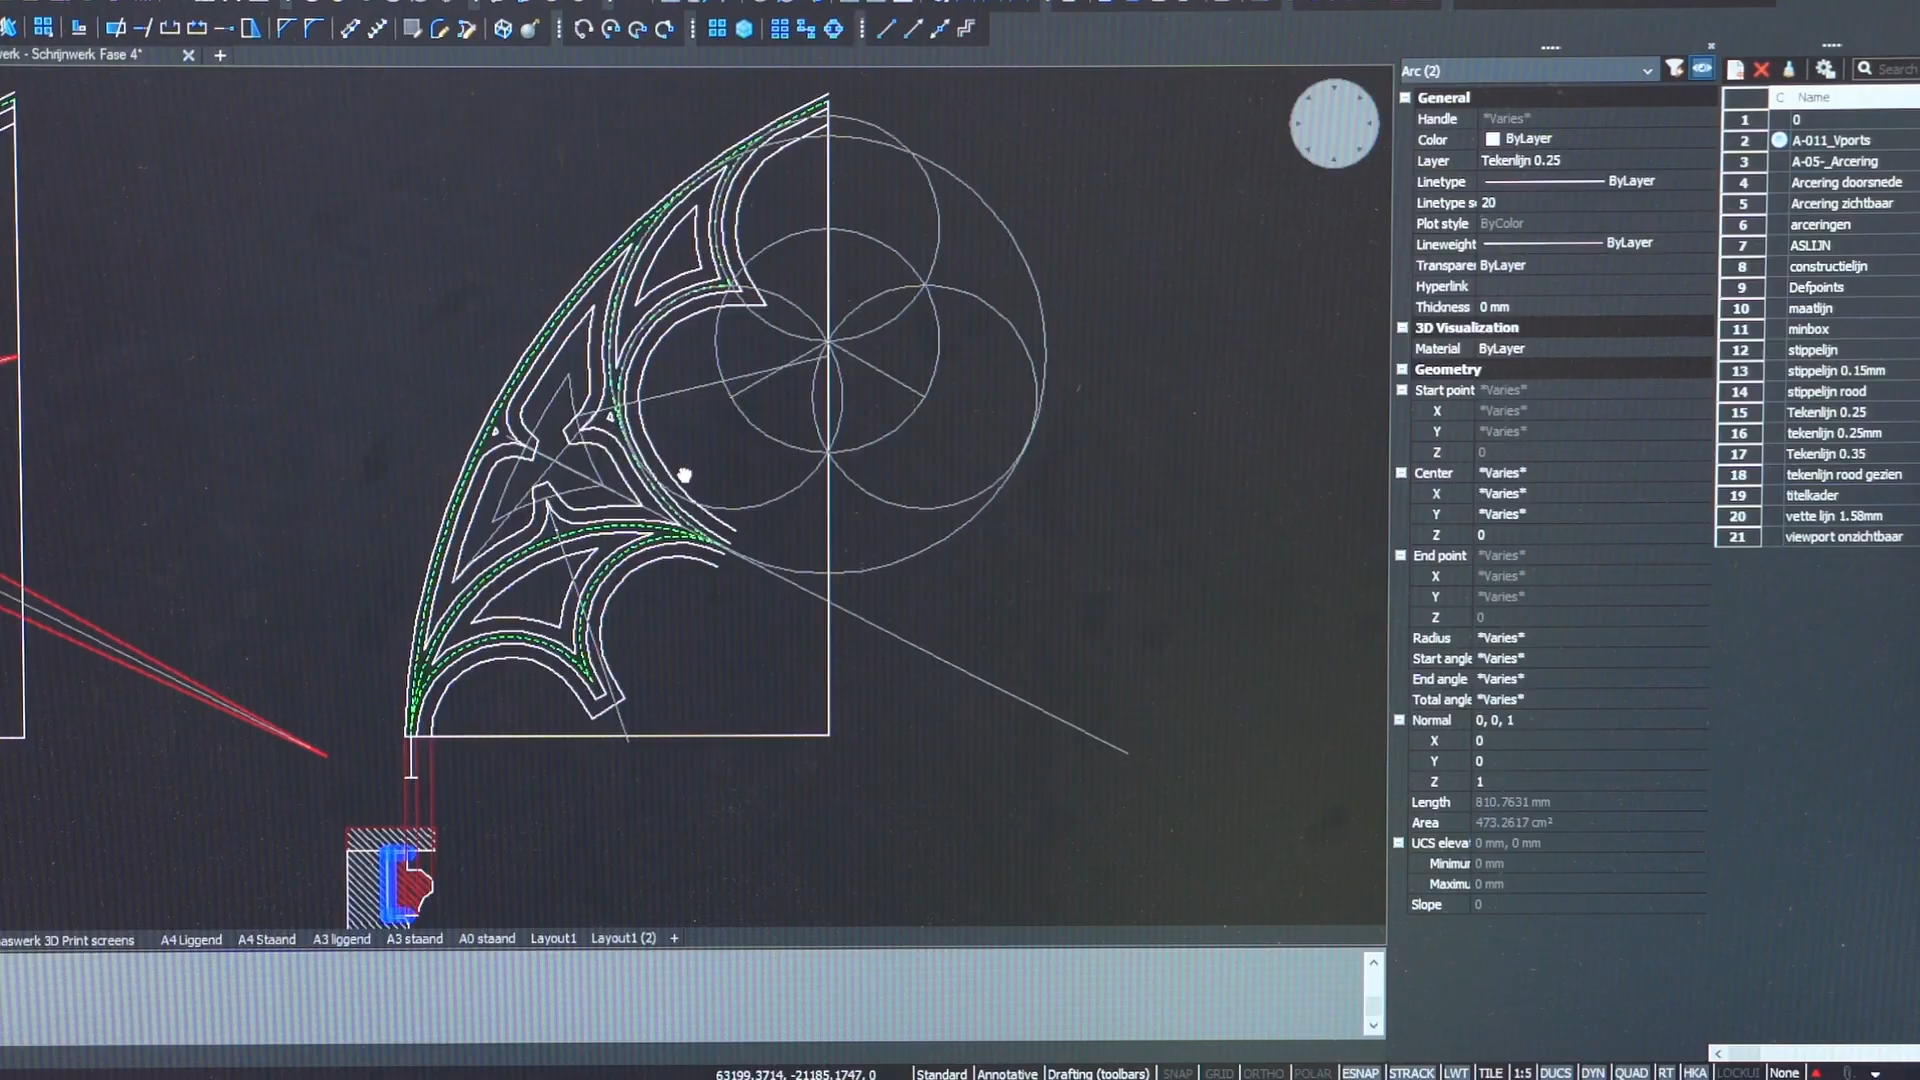 werk - Schrijnwerk Fase 4*
Arc (2)
General
Handle *Varies*
Color ByLayer
Layer Tekenlijn 0.25
Linetype ByLayer
Linetype s 20
Plot style ByColor
Lineweight ByLayer
Transparer ByLayer
Hyperlink
Thickness 0 mm
3D Visualization
Material ByLayer
Geometry
Start point *Varies*
X *Varies*
Y *Varies*
Z 0
Center *Varies*
X *Varies*
Y *Varies*
Z 0
End point *Varies*
X *Varies*
Y *Varies*
Z 0
Radius *Varies*
Start angle *Varies*
End angle *Varies*
Total angle *Varies*
Normal 0, 0, 1
X 0
Y 0
Z 1
Length 810.7631 mm
Area 473.2617 cm²
UCS eleva 0 mm, 0 mm
Minimur 0 mm
Maximu 0 mm
Slope 0
Search
C Name
1 0
2 A-011_Vports
3 A-05-_Arcering
4 Arcering doorsnede
5 Arcering zichtbaar
6 arceringen
7 ASLIJN
8 constructielijn
9 Defpoints
10 maatlijn
11 minbox
12 stippelijn
13 stippelijn 0.15mm
14 stippelijn rood
15 Tekenlijn 0.25
16 tekenlijn 0.25mm
17 Tekenlijn 0.35
18 tekenlijn rood gezien
19 titelkader
20 vette lijn 1.58mm
21 viewport onzichtbaar
aswerk 3D Print screens A4 Liggend A4 Staand A3 liggend A3 staand A0 staand Layout1 Layout1 (2) +
63199.3714, -21185.1747, 0 Standard Annotative Drafting (toolbars) SNAP GRID ORTHO POLAR ESNAP STRACK LWT TILE 1:5 DUCS DYN QUAD RT HKA LOCKUI None